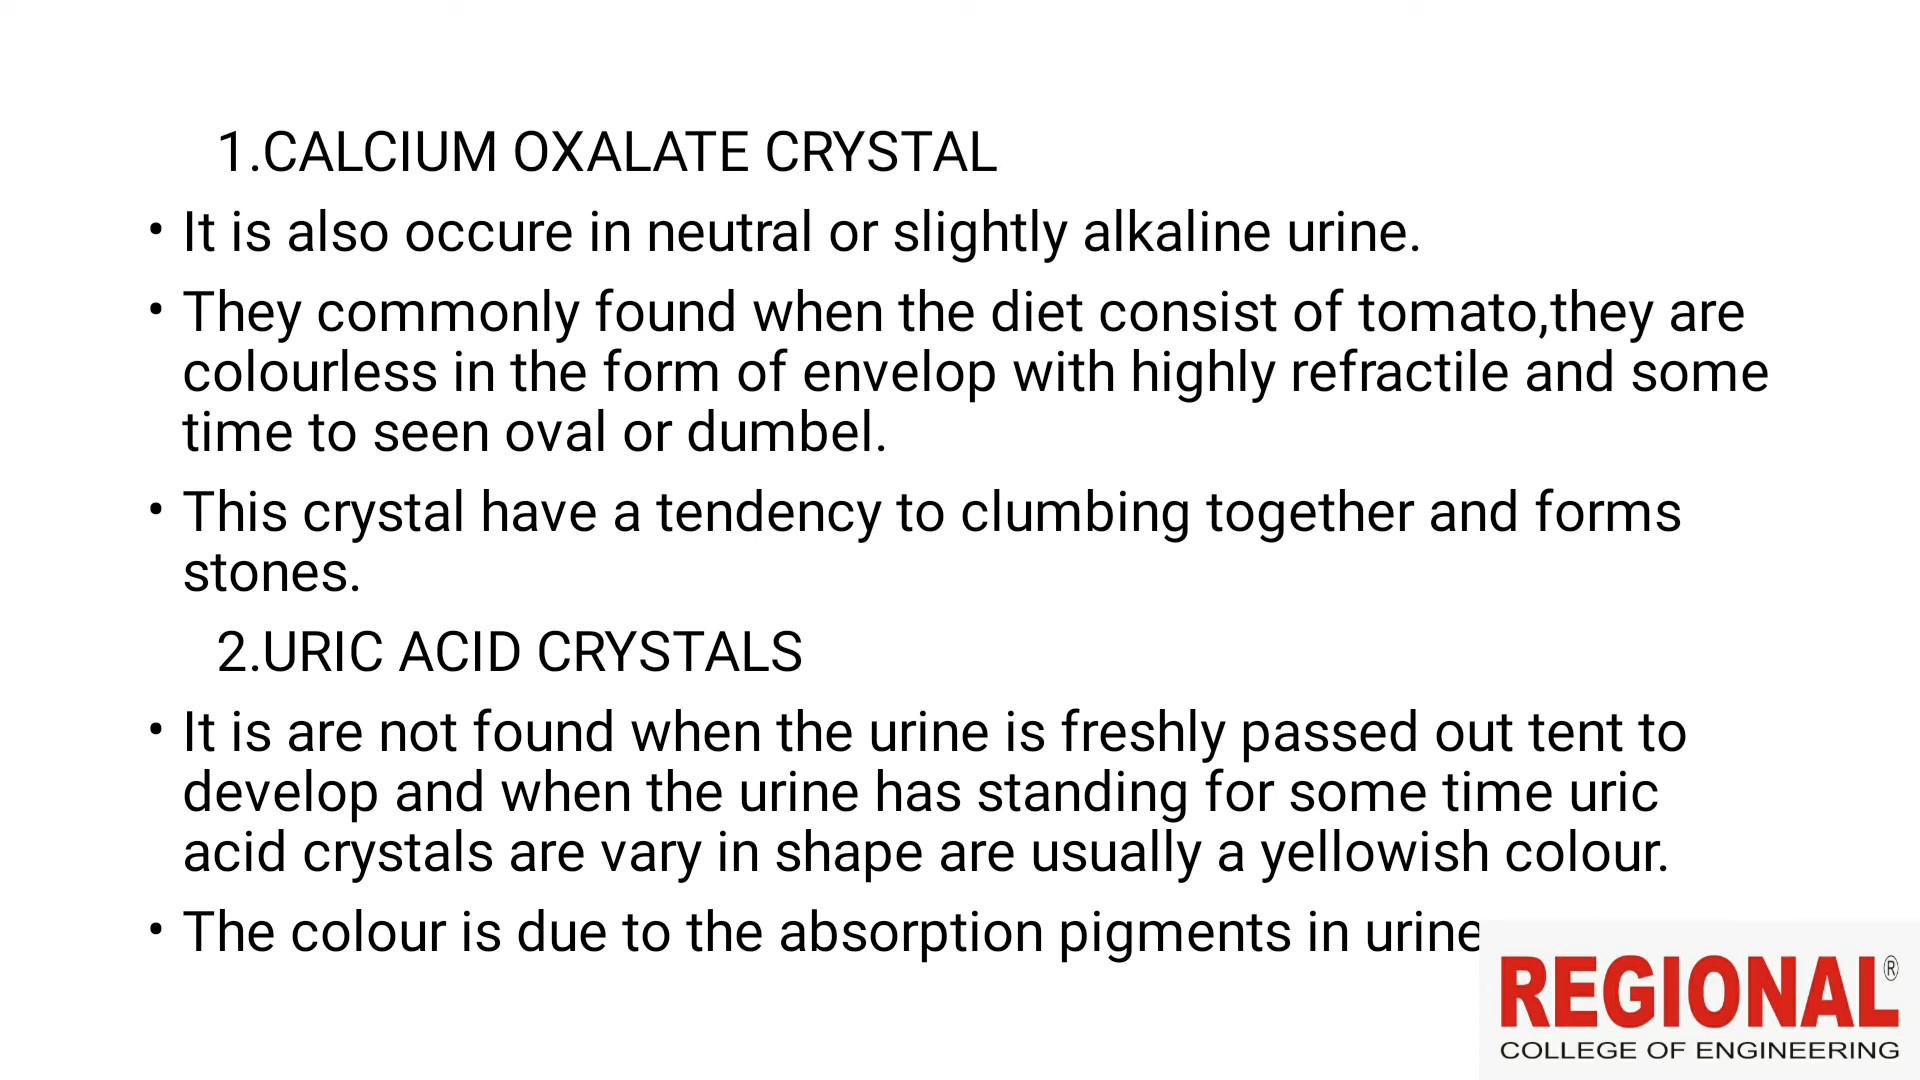 1.CALCIUM OXALATE CRYSTAL
• It is also occure in neutral or slightly alkaline urine.
• They commonly found when the diet consist of tomato,they are
colourless in the form of envelop with highly refractile and some
time to seen oval or dumbel.
• This crystal have a tendency to clumbing together and forms
stones.
2.URIC ACID CRYSTALS
• It is are not found when the urine is freshly passed out tent to
develop and when the urine has standing for some time uric
acid crystals are vary in shape are usually a yellowish colour.
• The colour is due to the absorption pigments in urine
REGIONAL®
COLLEGE OF ENGINEERING